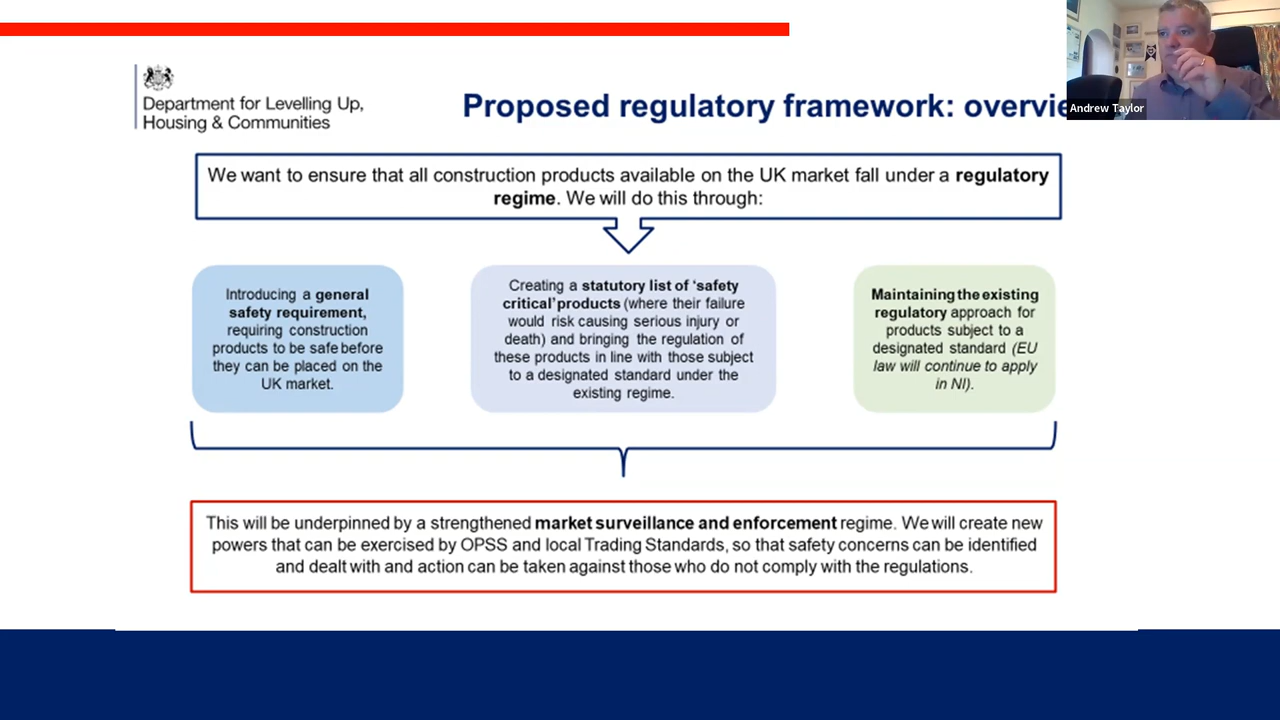 Department for Levelling Up,
Housing & Communities
Proposed regulatory framework: overvie
Andrew Taylor
We want to ensure that all construction products available on the UK market fall under a regulatory
regime. We will do this through:
Introducing a general
safety requirement,
requiring construction
products to be safe before
they can be placed on the
UK market.
Creating a statutory list of ‘safety
critical’ products (where their failure
would risk causing serious injury or
death) and bringing the regulation of
these products in line with those subject
to a designated standard under the
existing regime.
Maintaining the existing
regulatory approach for
products subject to a
designated standard (EU
law will continue to apply
in NI).
This will be underpinned by a strengthened market surveillance and enforcement regime. We will create new
powers that can be exercised by OPSS and local Trading Standards, so that safety concerns can be identified
and dealt with and action can be taken against those who do not comply with the regulations.